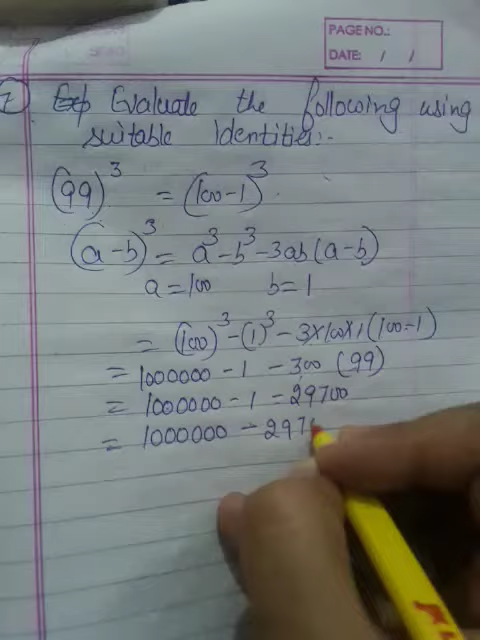 PAGE NO.:
DATE: / /
7 Evaluate the following using
suitable Identities:-
(99)³ = (100-1)³
(a-b)³ = a³-b³-3ab(a-b)
a=100 b=1
= (100)³-(1)³-3×100×1(100-1)
= 1000000 - 1 - 300 (99)
= 1000000 - 1 - 29700
= 1000000 - 297